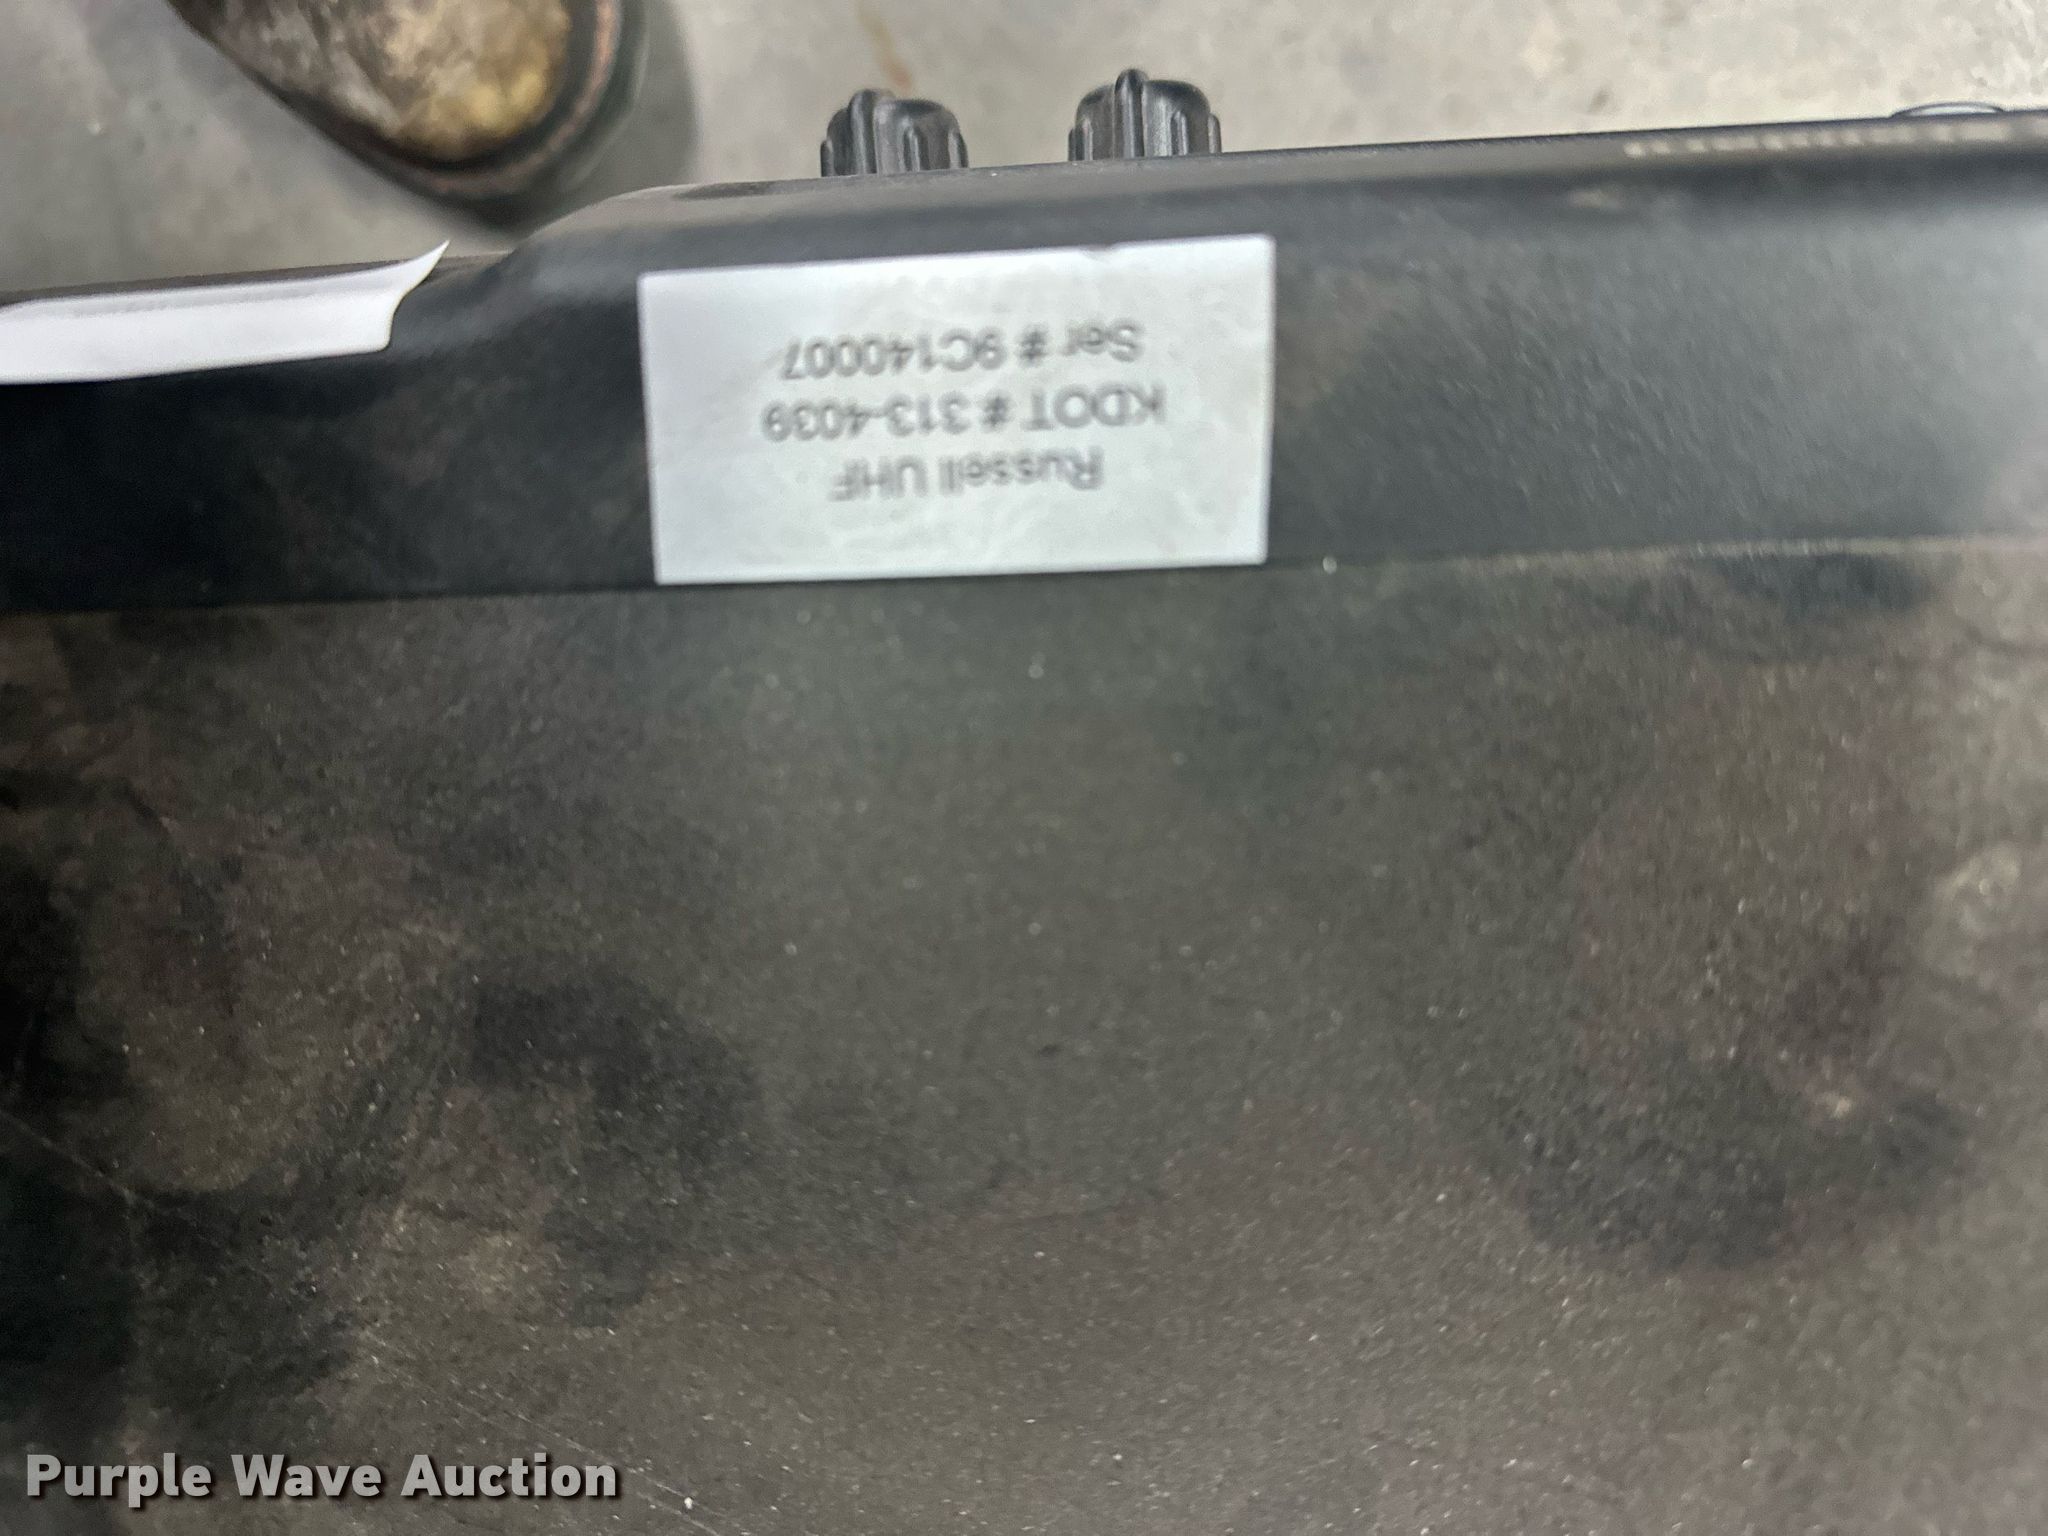 Russell UHF
KDOT # 313-4039
Ser # 9C140007
Purple Wave Auction